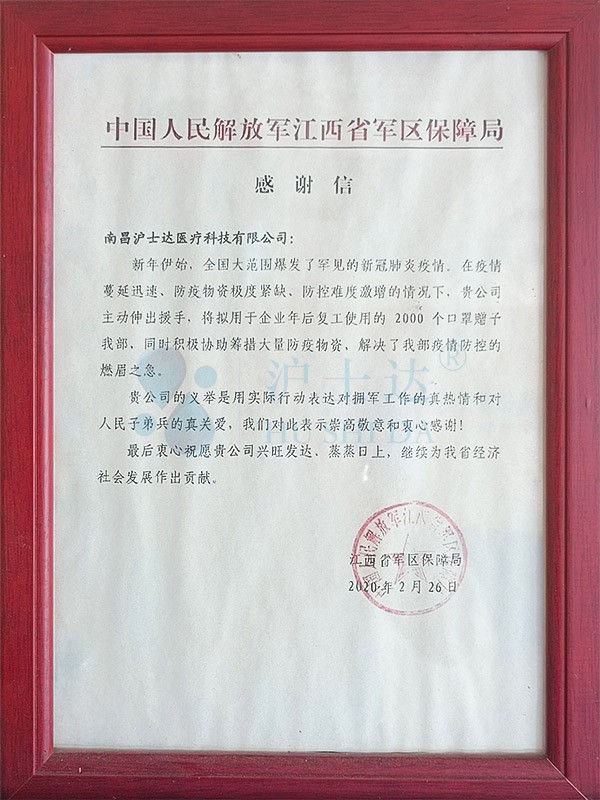 中国人民解放军江西省军区保障局
感谢信
南昌沪士达医疗科技有限公司：
新年伊始，全国大范围爆发了罕见的新冠肺炎疫情。在疫情
蔓延迅速、防疫物资极度紧缺、防控难度激增的情况下，贵公司
主动伸出援手，将拟用于企业年后复工使用的 2000 个口罩赠予
我部，同时积极协助筹措大量防疫物资，解决了我部疫情防控的
燃眉之急。
贵公司的义举是用实际行动表达对拥军工作的真热情和对
人民子弟兵的真关爱，我们对此表示崇高敬意和衷心感谢！
最后衷心祝愿贵公司兴旺发达、蒸蒸日上，继续为我省经济
社会发展作出贡献。
江西省军区保障局
2020 年 2 月 26 日
沪士达®
HU SHI DA